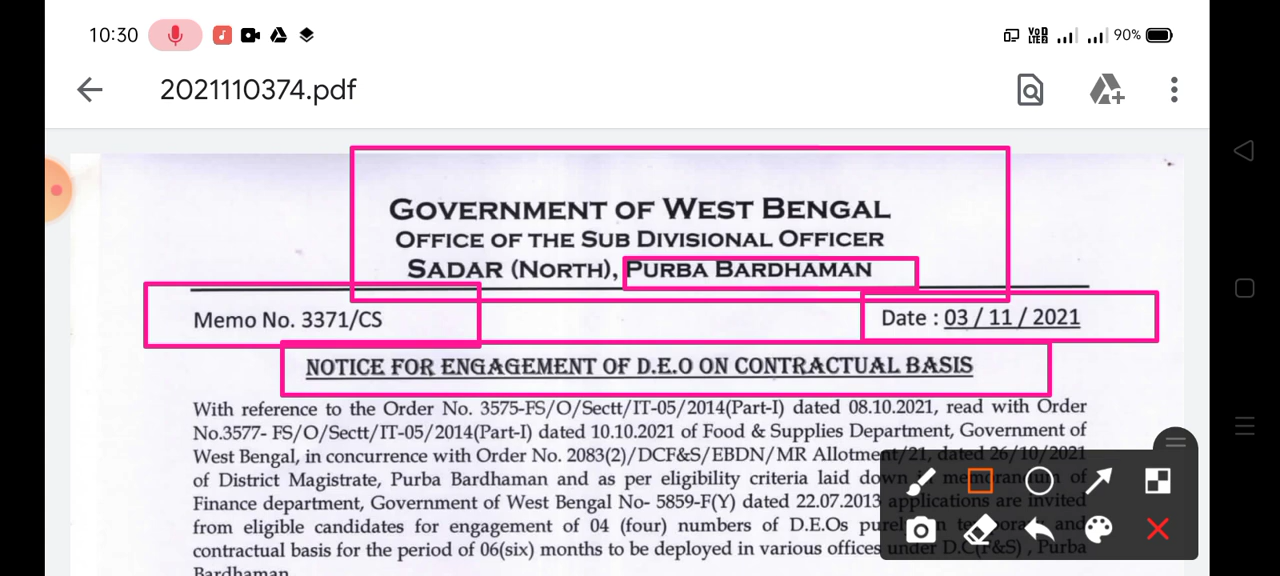 10:30 VoD LTE2 90%
2021110374.pdf
GOVERNMENT OF WEST BENGAL
OFFICE OF THE SUB DIVISIONAL OFFICER
SADAR (NORTH), PURBA BARDHAMAN
Memo No. 3371/CS Date : 03 / 11 / 2021
NOTICE FOR ENGAGEMENT OF D.E.O ON CONTRACTUAL BASIS
With reference to the Order No. 3575-FS/O/Sectt/IT-05/2014(Part-I) dated 08.10.2021, read with Order
No.3577- FS/O/Sectt/IT-05/2014(Part-I) dated 10.10.2021 of Food & Supplies Department, Government of
West Bengal, in concurrence with Order No. 2083(2)/DCF&S/EBDN/MR Allotment/21, dated 26/10/2021
of District Magistrate, Purba Bardhaman and as per eligibility criteria laid down in memorandum of
Finance department, Government of West Bengal No- 5859-F(Y) dated 22.07.2013 applications are invited
from eligible candidates for engagement of 04 (four) numbers of D.E.Os purely on temporary and
contractual basis for the period of 06(six) months to be deployed in various offices under D.C(F&S) , Purba
Bardhaman